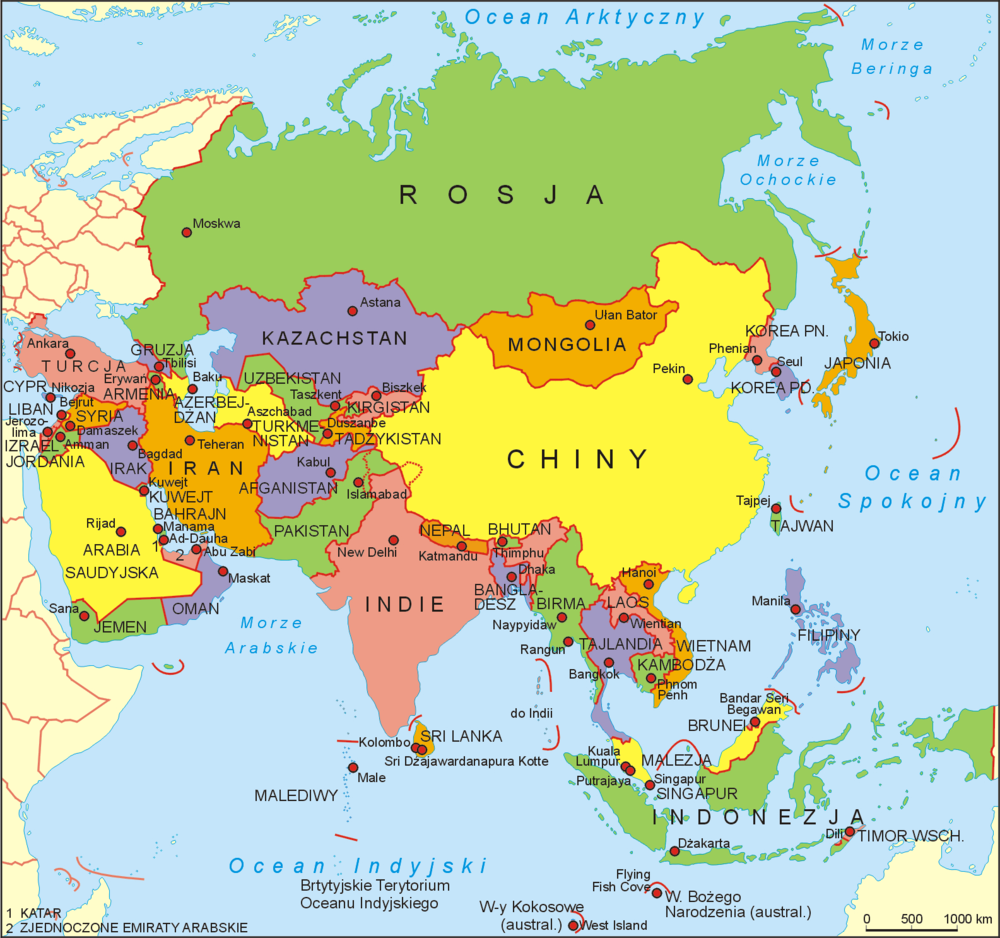 Ocean Arktyczny
Morze
Beringa
Morze
Ochockie
ROSJA
Moskwa
Astana
KAZACHSTAN
Ułan Bator
MONGOLIA
KOREA PN.
Phenian
Seul
KOREA PD.
Tokio
JAPONIA
Pekin
Ankara
TURCJA
GRUZJA
Tbilisi
Erywań
ARMENIA
Baku
AZERBEJ-
DŻAN
UZBEKISTAN
Taszkent
Biszkek
KIRGISTAN
Aszchabad
TURKME-
NISTAN
Duszanbe
TADŻYKISTAN
CYPR
Nikozja
LIBAN
Bejrut
SYRIA
Damaszek
Jerozo-
lima
IZRAEL
Amman
JORDANIA
Bagdad
IRAK
Teheran
IRAN
Kabul
AFGANISTAN
Islamabad
CHINY
Ocean
Spokojny
Kuwejt
KUWEJT
BAHRAJN
Manama
Rijad
ARABIA
SAUDYJSKA
1
Ad-Dauha
2
Abu Zabi
Maskat
OMAN
Sana
JEMEN
PAKISTAN
New Delhi
NEPAL
Katmandu
BHUTAN
Thimphu
Dhaka
BANGLA-
DESZ
INDIE
Tajpej
TAJWAN
BIRMA
Naypyidaw
Rangun
Hanoi
LAOS
Wientian
TAJLANDIA
Bangkok
WIETNAM
KAMBODŻA
Phnom
Penh
Manila
FILIPINY
Morze
Arabskie
do Indii
Kolombo
SRI LANKA
Sri Dżajawardanapura Kotte
Male
MALEDIWY
Bandar Seri
Begawan
BRUNEI
Kuala
Lumpur
Putrajaya
MALEZJA
Singapur
SINGAPUR
INDONEZJA
Dżakarta
Dili
TIMOR WSCH.
Ocean Indyjski
Brtytyjskie Terytorium
Oceanu Indyjskiego
Flying
Fish Cove
W. Bożego
Narodzenia (austral.)
W-y Kokosowe
(austral.)
West Island
1 KATAR
2 ZJEDNOCZONE EMIRATY ARABSKIE
0 500 1000 km